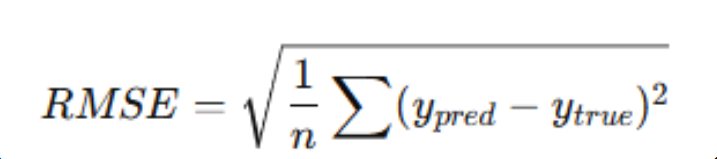 RMSE = √(1/n ∑(y_pred − y_true)²)